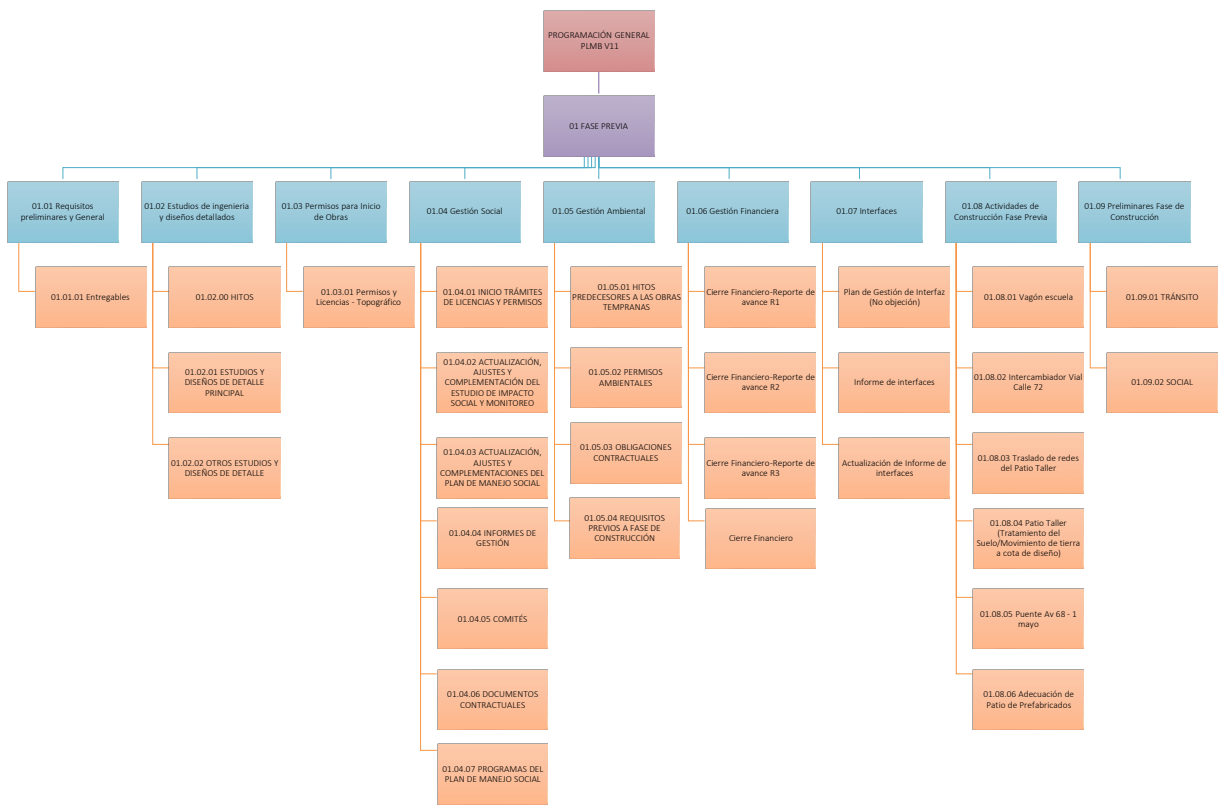 PROGRAMACIÓN GENERAL
PLMB V11
01 FASE PREVIA
01.01 Requisitos
preliminares y General
01.02 Estudios de ingenieria
y diseños detallados
01.03 Permisos para Inicio
de Obras
01.04 Gestión Social
01.05 Gestión Ambiental
01.06 Gestión Financiera
01.07 Interfaces
01.08 Actividades de
Construcción Fase Previa
01.09 Preliminares Fase de
Construcción
01.01.01 Entregables
01.02.00 HITOS
01.02.01 ESTUDIOS Y
DISEÑOS DE DETALLE
PRINCIPAL
01.02.02 OTROS ESTUDIOS Y
DISEÑOS DE DETALLE
01.03.01 Permisos y
Licencias - Topográfico
01.04.01 INICIO TRÁMITES
DE LICENCIAS Y PERMISOS
01.04.02 ACTUALIZACIÓN,
AJUSTES Y
COMPLEMENTACIÓN DEL
ESTUDIO DE IMPACTO
SOCIAL Y MONITOREO
01.04.03 ACTUALIZACIÓN,
AJUSTES Y
COMPLEMENTACIONES DEL
PLAN DE MANEJO SOCIAL
01.04.04 INFORMES DE
GESTIÓN
01.04.05 COMITÉS
01.04.06 DOCUMENTOS
CONTRACTUALES
01.04.07 PROGRAMAS DEL
PLAN DE MANEJO SOCIAL
01.05.01 HITOS
PREDECESORES A LAS OBRAS
TEMPRANAS
01.05.02 PERMISOS
AMBIENTALES
01.05.03 OBLIGACIONES
CONTRACTUALES
01.05.04 REQUISITOS
PREVIOS A FASE DE
CONSTRUCCIÓN
Cierre Financiero-Reporte de
avance R1
Cierre Financiero-Reporte de
avance R2
Cierre Financiero-Reporte de
avance R3
Cierre Financiero
Plan de Gestión de Interfaz
(No objeción)
Informe de interfaces
Actualización de Informe de
interfaces
01.08.01 Vagón escuela
01.08.02 Intercambiador Vial
Calle 72
01.08.03 Traslado de redes
del Patio Taller
01.08.04 Patio Taller
(Tratamiento del
Suelo/Movimiento de tierra
a cota de diseño)
01.08.05 Puente Av 68 - 1
mayo
01.08.06 Adecuación de
Patio de Prefabricados
01.09.01 TRÁNSITO
01.09.02 SOCIAL